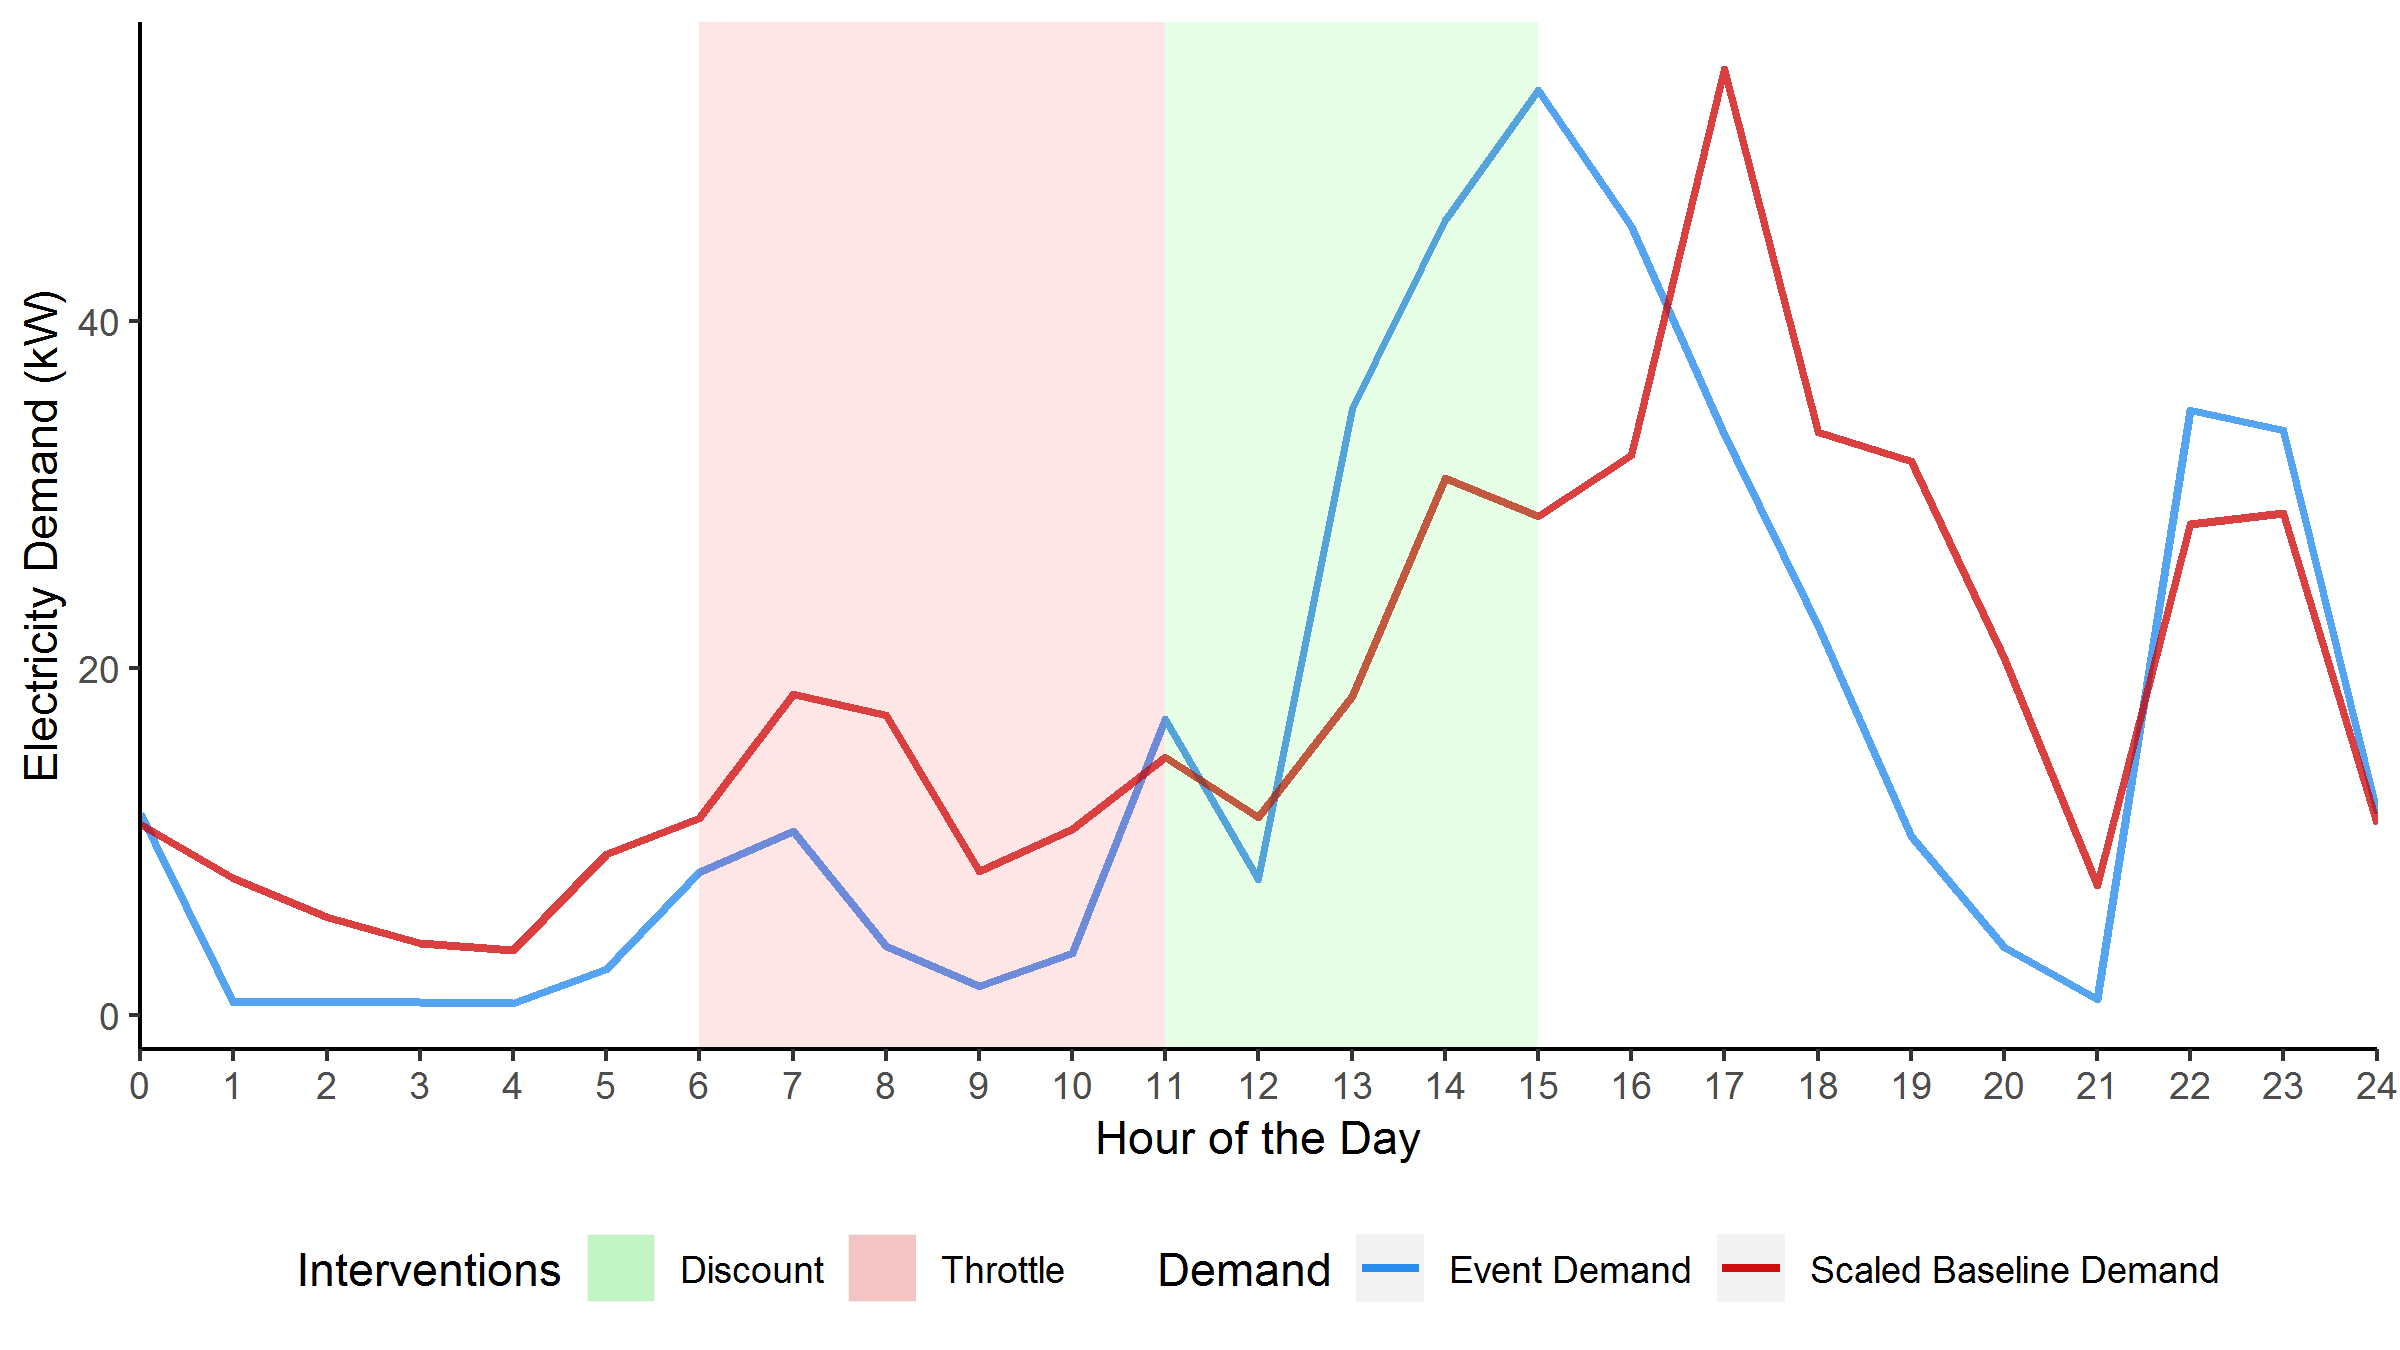 Electricity Demand (kW)
40
20
0
0 1 2 3 4 5 6 7 8 9 10 11 12 13 14 15 16 17 18 19 20 21 22 23 24
Hour of the Day
Interventions Discount Throttle Demand Event Demand Scaled Baseline Demand